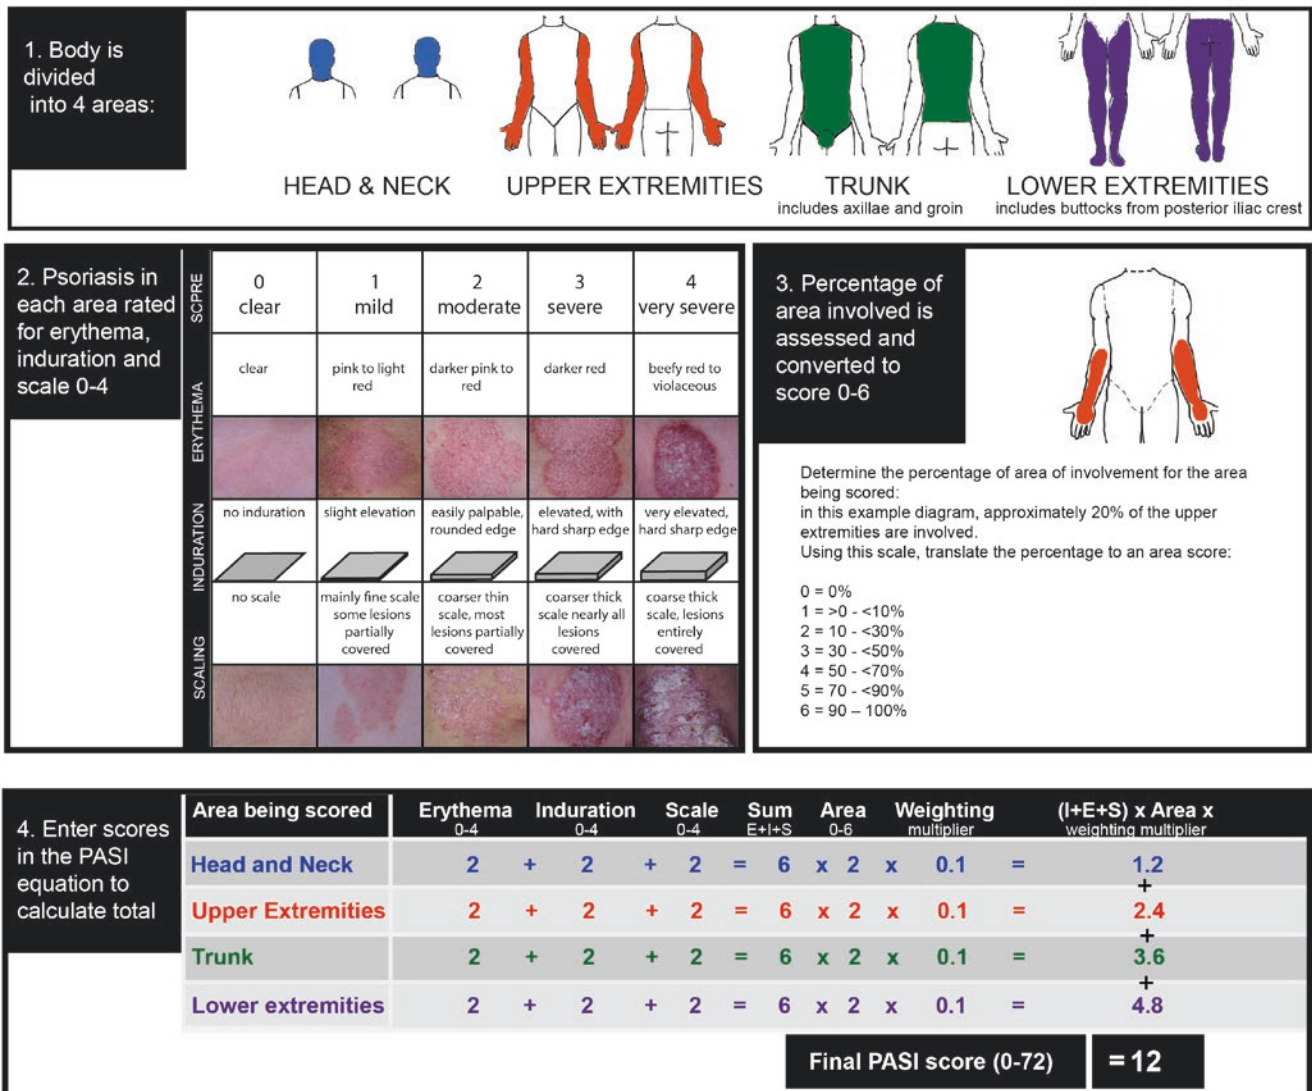 1. Body is
divided
into 4 areas:
HEAD & NECK
UPPER EXTREMITIES
TRUNK
includes axillae and groin
LOWER EXTREMITIES
includes buttocks from posterior iliac crest
2. Psoriasis in
each area rated
for erythema,
induration and
scale 0-4
SCPRE
0
clear
1
mild
2
moderate
3
severe
4
very severe
ERYTHEMA
clear
pink to light
red
darker pink to
red
darker red
beefy red to
violaceous
INDURATION
no induration
slight elevation
easily palpable,
rounded edge
elevated, with
hard sharp edge
very elevated,
hard sharp edge
SCALING
no scale
mainly fine scale
some lesions
partially
covered
coarser thin
scale, most
lesions partially
covered
coarser thick
scale nearly all
lesions
covered
coarse thick
scale, lesions
entirely
covered
3. Percentage of
area involved is
assessed and
converted to
score 0-6
Determine the percentage of area of involvement for the area
being scored:
in this example diagram, approximately 20% of the upper
extremities are involved.
Using this scale, translate the percentage to an area score:
0 = 0%
1 = >0 - <10%
2 = 10 - <30%
3 = 30 - <50%
4 = 50 - <70%
5 = 70 - <90%
6 = 90 – 100%
4. Enter scores
in the PASI
equation to
calculate total
Area being scored Erythema Induration Scale Sum Area Weighting (I+E+S) x Area x
0-4 0-4 0-4 E+I+S 0-6 multiplier weighting multiplier
Head and Neck 2 + 2 + 2 = 6 x 2 x 0.1 = 1.2
+
Upper Extremities 2 + 2 + 2 = 6 x 2 x 0.1 = 2.4
+
Trunk 2 + 2 + 2 = 6 x 2 x 0.1 = 3.6
+
Lower extremities 2 + 2 + 2 = 6 x 2 x 0.1 = 4.8
Final PASI score (0-72) = 12